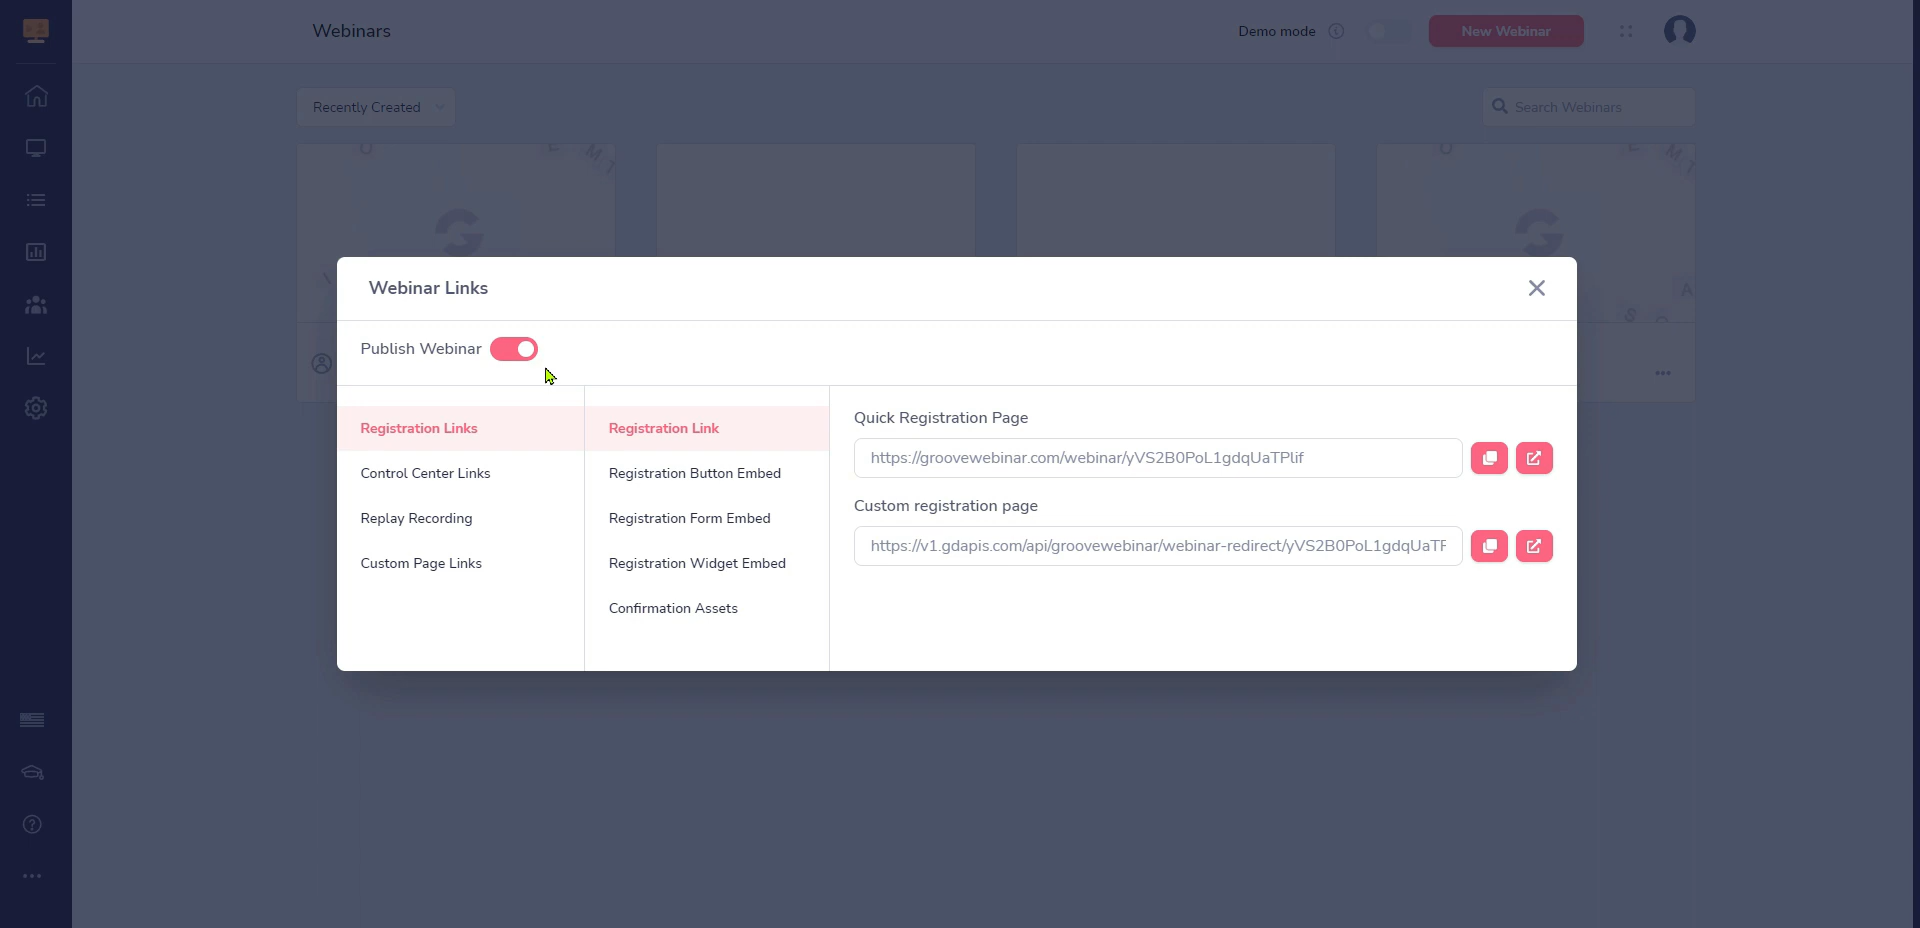 Webinars
Demo mode
New Webinar
Recently Created
Search Webinars
Webinar Links
Publish Webinar
Registration Links
Control Center Links
Replay Recording
Custom Page Links
Registration Link
Registration Button Embed
Registration Form Embed
Registration Widget Embed
Confirmation Assets
Quick Registration Page
https://groovewebinar.com/webinar/yVS2B0PoL1gdqUaTPlif
Custom registration page
https://v1.gdapis.com/api/groovewebinar/webinar-redirect/yVS2B0PoL1gdqUaTF